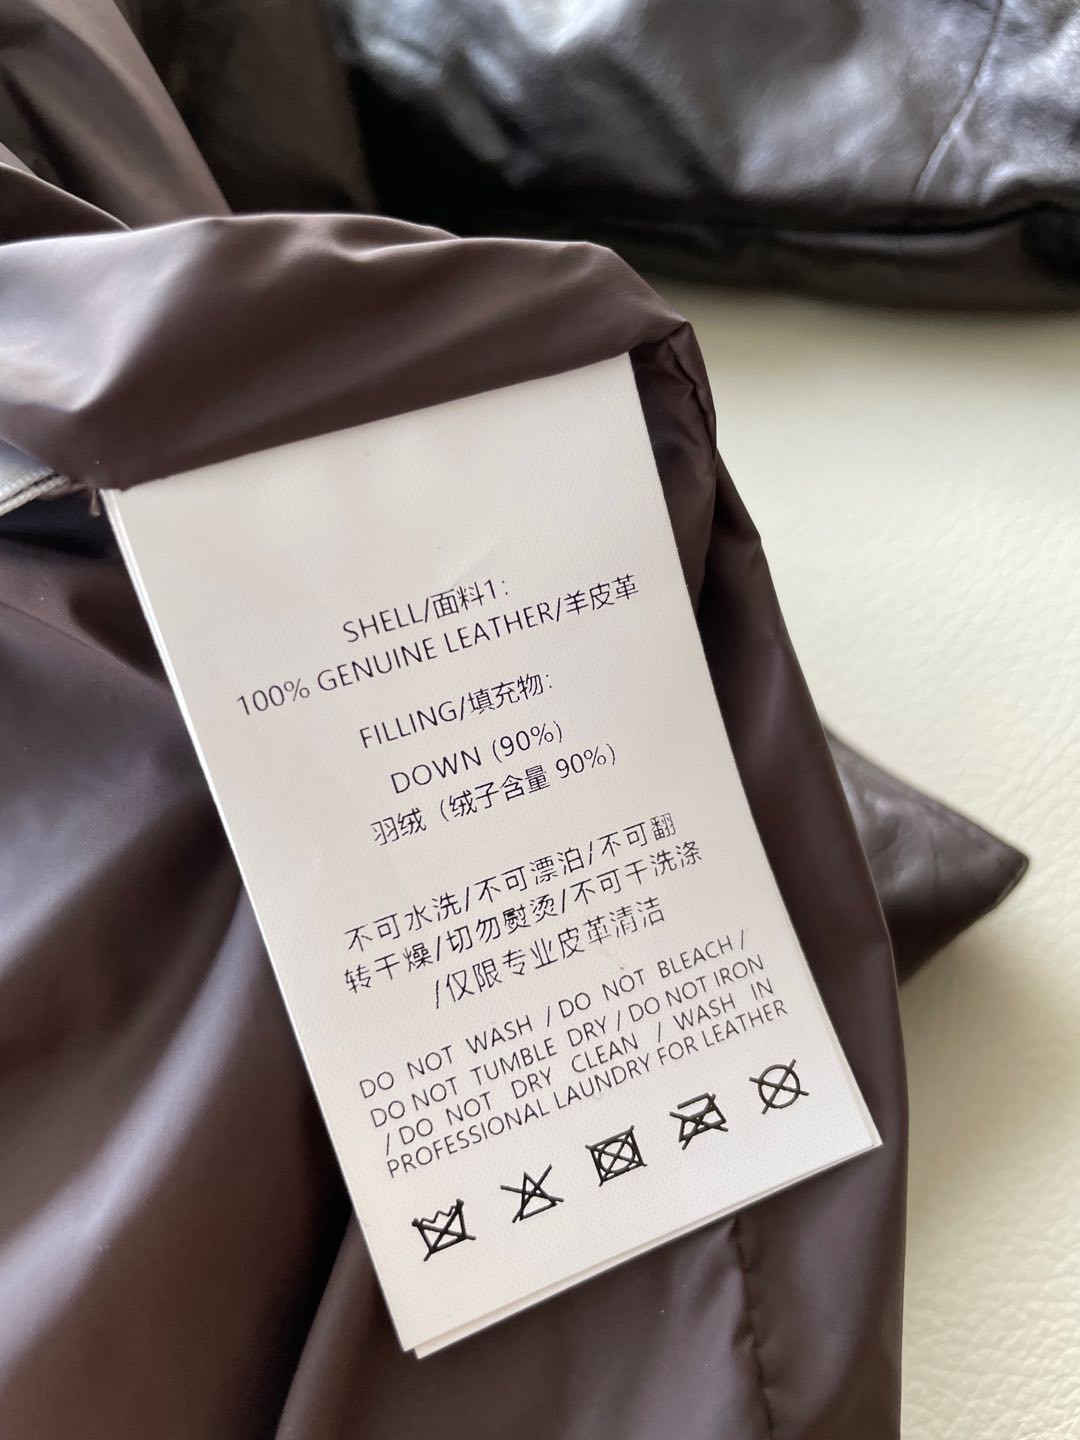 SHELL/面料1:
100% GENUINE LEATHER/羊皮革
FILLING/填充物:
DOWN (90%)
羽绒（绒子含量 90%）
不可水洗/不可漂泊/不可翻
转干燥/切勿熨烫/不可干洗涤
/仅限专业皮革清洁
DO NOT WASH / DO NOT BLEACH /
DO NOT TUMBLE DRY / DO NOT IRON
/ DO NOT DRY CLEAN / WASH IN
PROFESSIONAL LAUNDRY FOR LEATHER